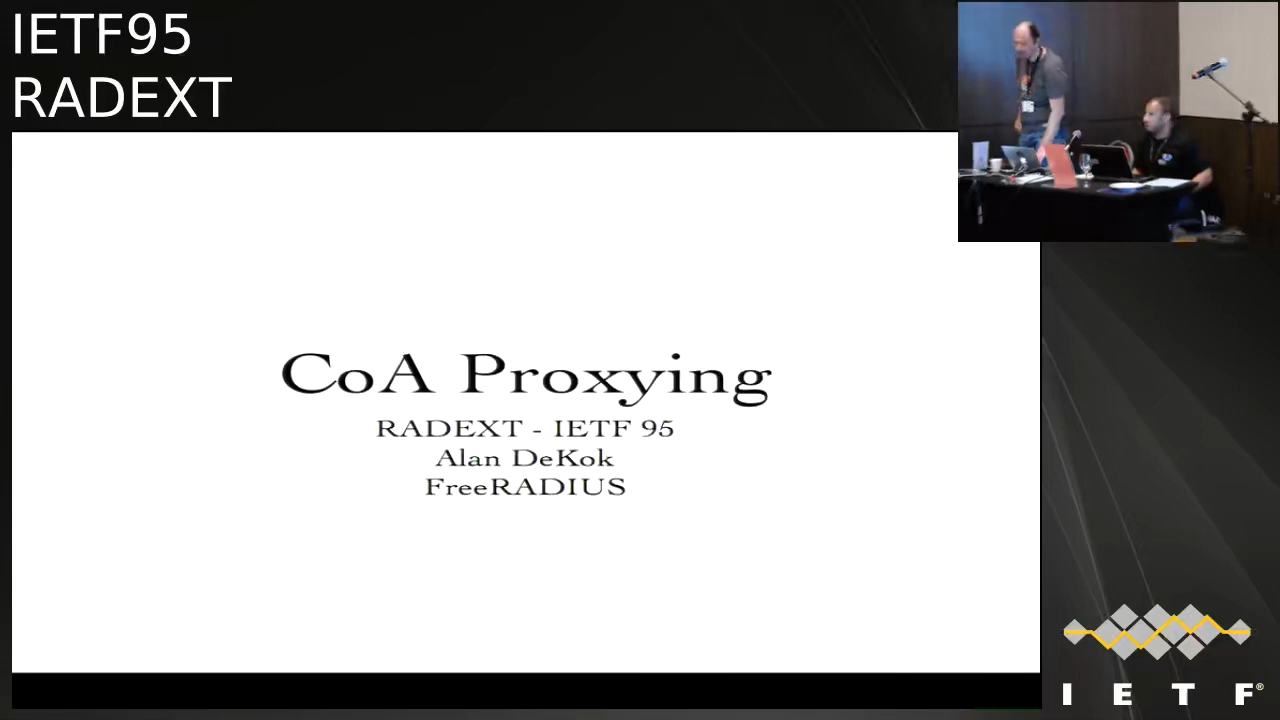 IETF95
RADEXT
CoA Proxying
RADEXT - IETF 95
Alan DeKok
FreeRADIUS
I E T F®